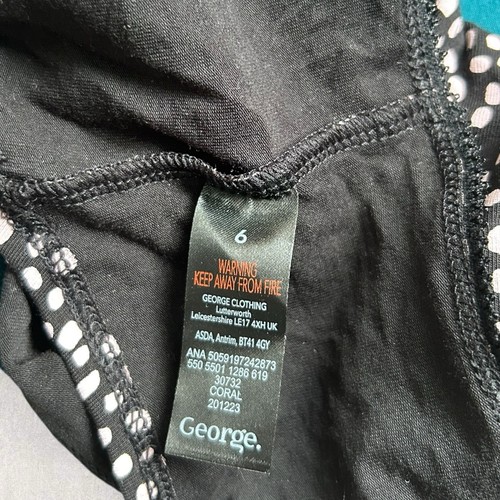 6
WARNING
KEEP AWAY FROM FIRE
GEORGE CLOTHING
Lutterworth
Leicestershire LE17 4XH UK
ASDA, Antrim, BT41 4GY
ANA 5059197242873
550 5501 1286 619
30732
CORAL
201223
George.